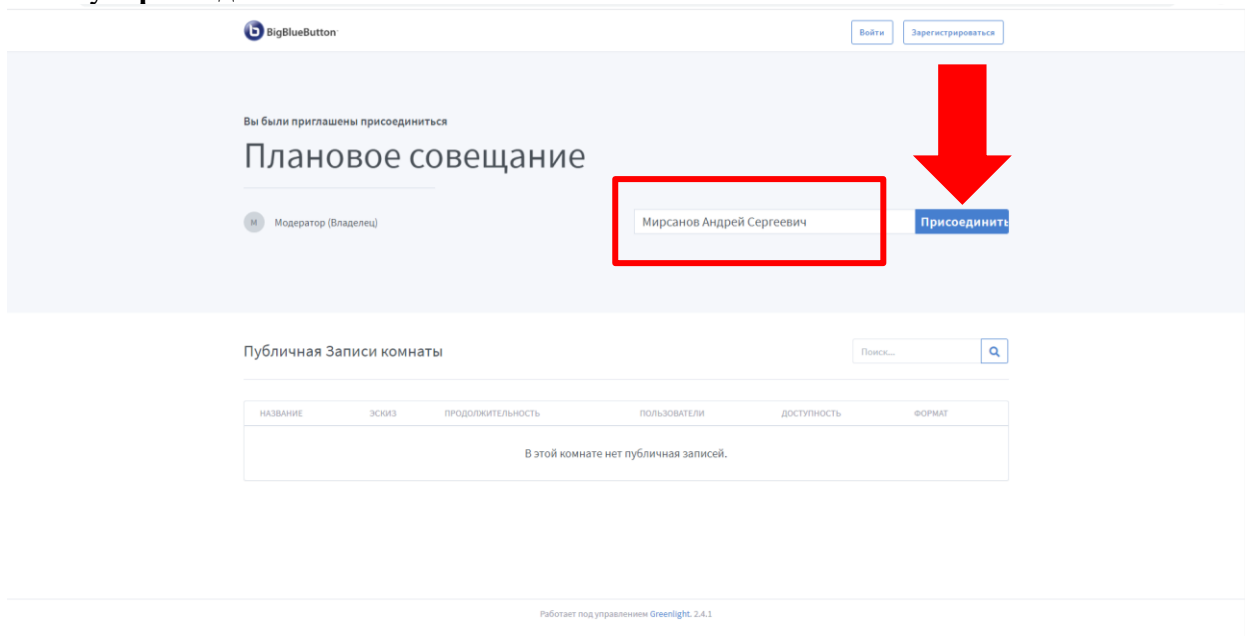 BigBlueButton
Войти
Зарегистрироваться
Вы были приглашены присоединиться
Плановое совещание
М Модератор (Владелец)
Мирсанов Андрей Сергеевич
Присоединить
Публичная Записи комнаты
Поиск...
НАЗВАНИЕ ЭСКИЗ ПРОДОЛЖИТЕЛЬНОСТЬ ПОЛЬЗОВАТЕЛИ ДОСТУПНОСТЬ ФОРМАТ
В этой комнате нет публичная записей.
Работает под управлением Greenlight. 2.4.1